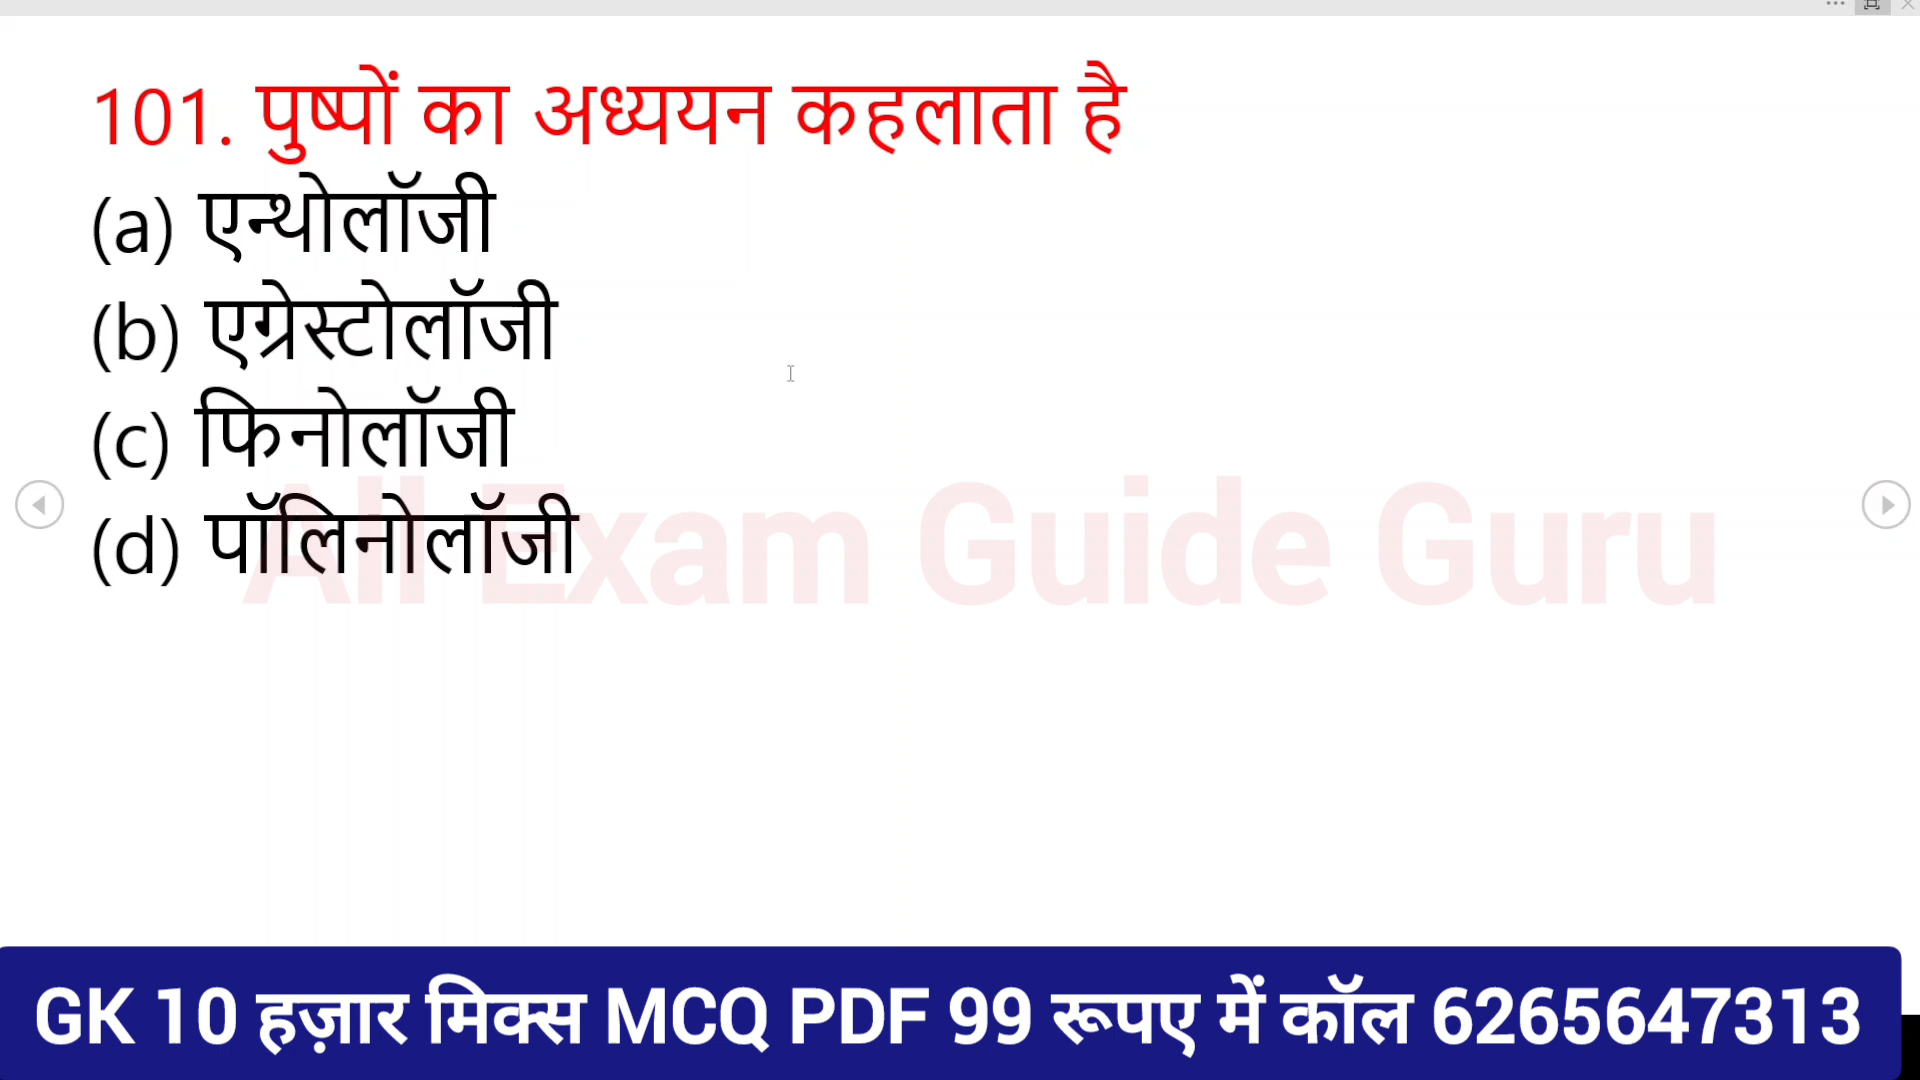 101. पुष्पों का अध्ययन कहलाता है
(a) एन्थोलॉजी
(b) एग्रेस्टोलॉजी
(c) फिनोलॉजी
(d) पॉलिनोलॉजी
All Exam Guide Guru
GK 10 हज़ार मिक्स MCQ PDF 99 रूपए में कॉल 6265647313